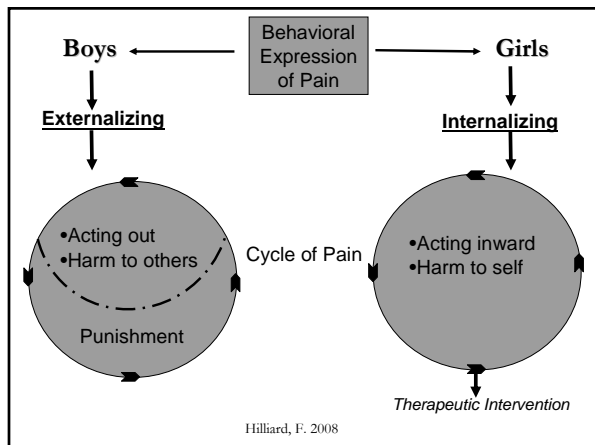 Boys
Behavioral
Expression
of Pain
Girls
Externalizing
Internalizing
•Acting out
•Harm to others
Punishment
Cycle of Pain
•Acting inward
•Harm to self
Therapeutic Intervention
Hilliard, F. 2008